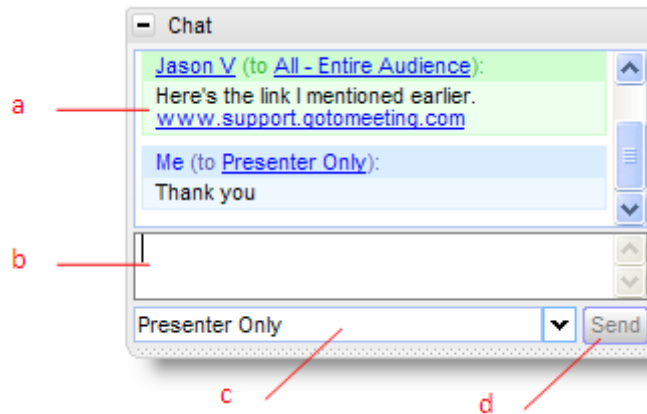 Chat
Jason V (to All - Entire Audience):
a
Here's the link I mentioned earlier.
www.support.gotomeeting.com
Me (to Presenter Only):
Thank you
b
Presenter Only
Send
c
d